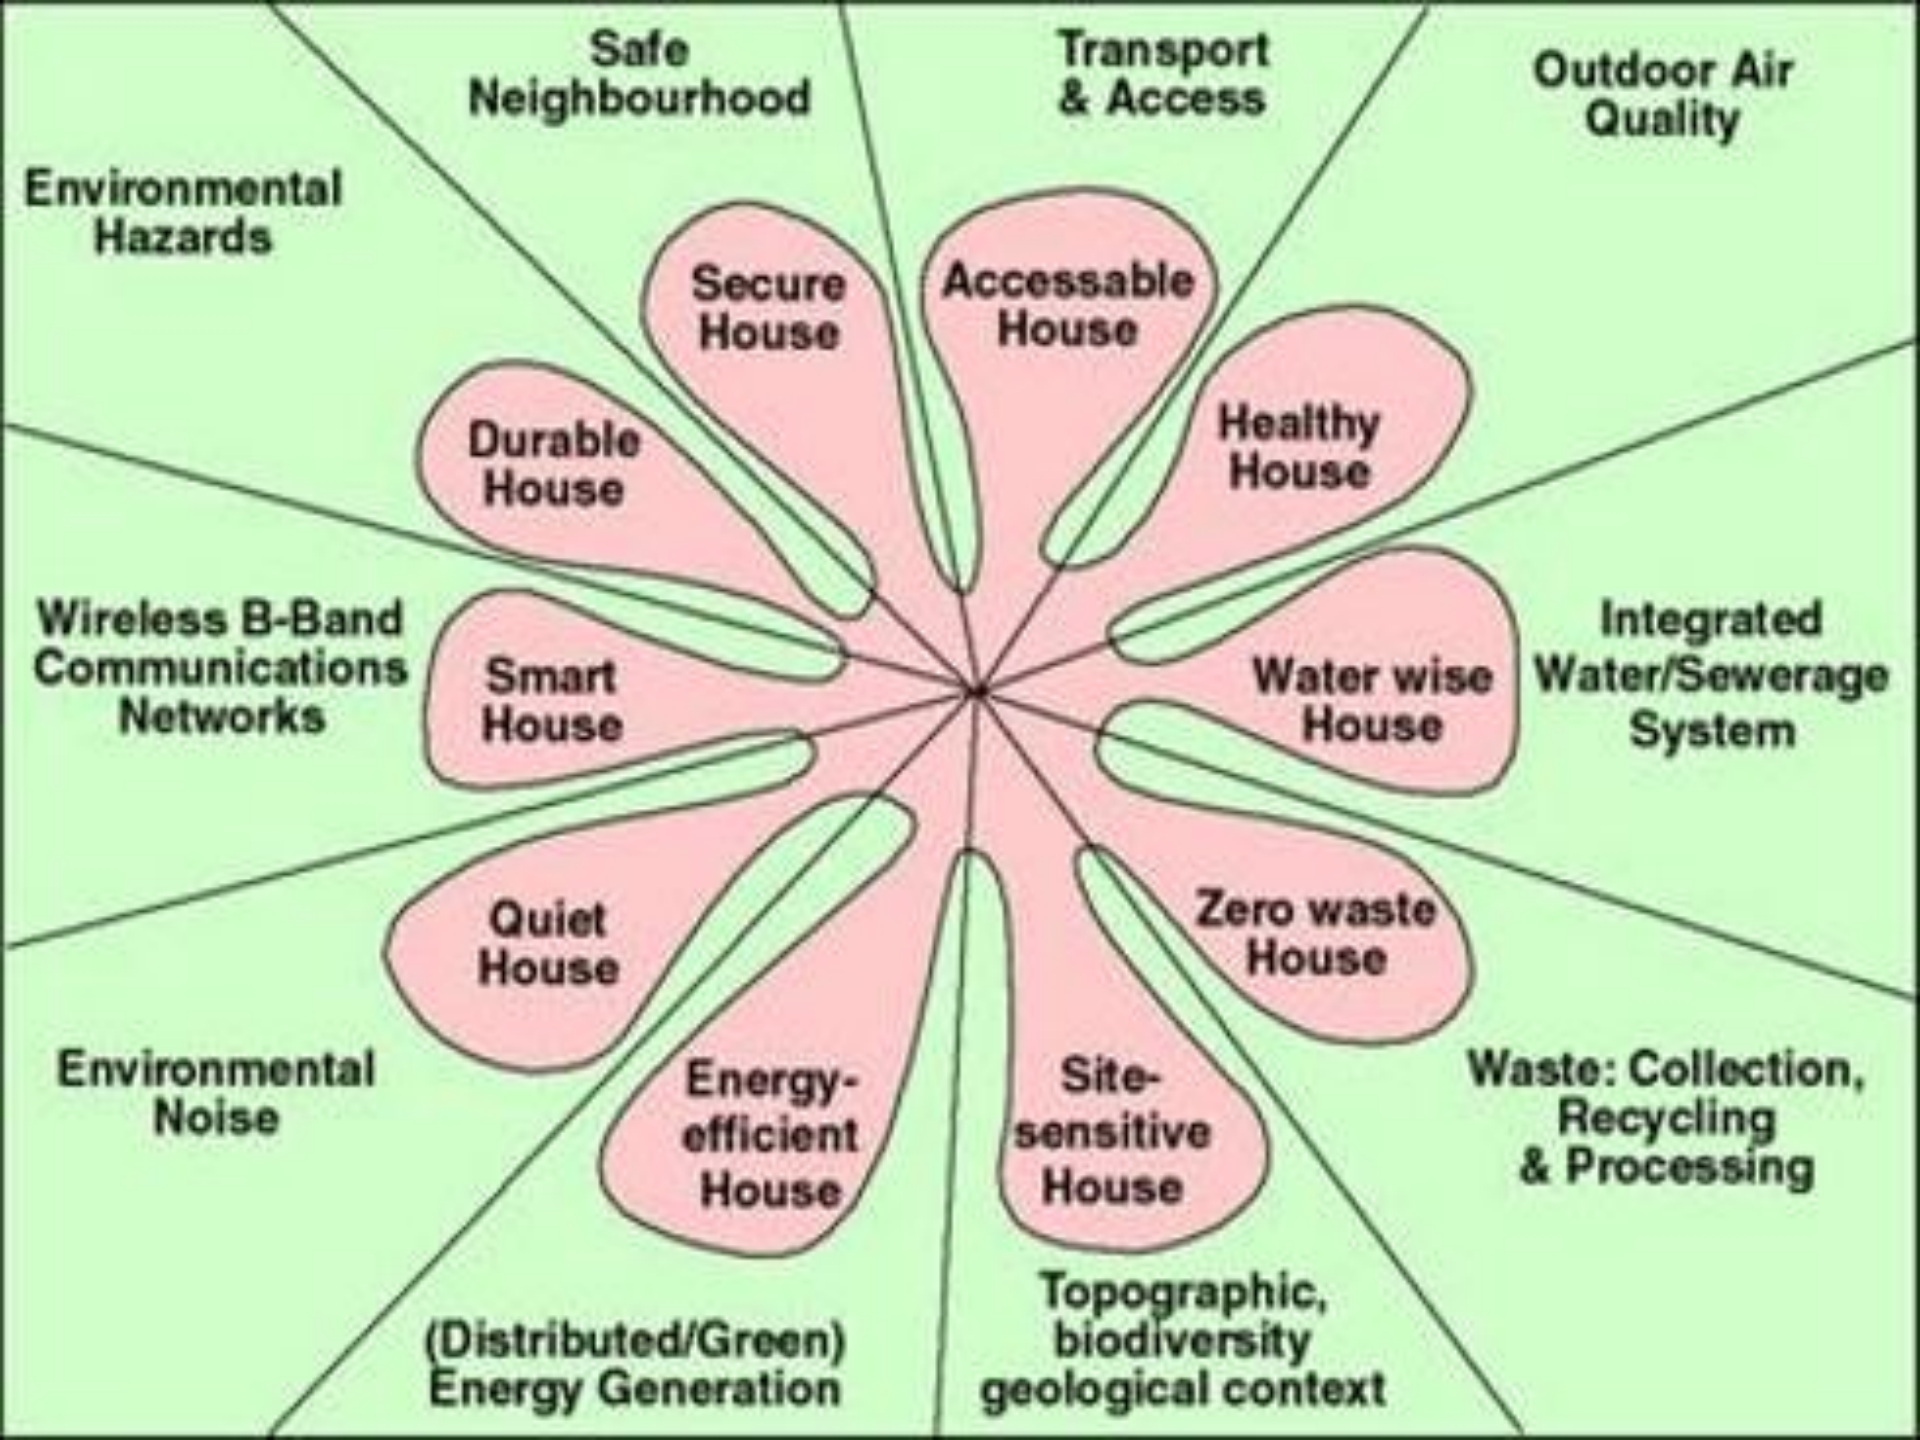 Safe
Neighbourhood
Transport
& Access
Outdoor Air
Quality
Environmental
Hazards
Secure
House
Accessable
House
Healthy
House
Durable
House
Wireless B-Band
Communications
Networks
Smart
House
Water wise
House
Integrated
Water/Sewerage
System
Quiet
House
Zero waste
House
Environmental
Noise
Energy-
efficient
House
Site-
sensitive
House
Waste: Collection,
Recycling
& Processing
(Distributed/Green)
Energy Generation
Topographic,
biodiversity
geological context